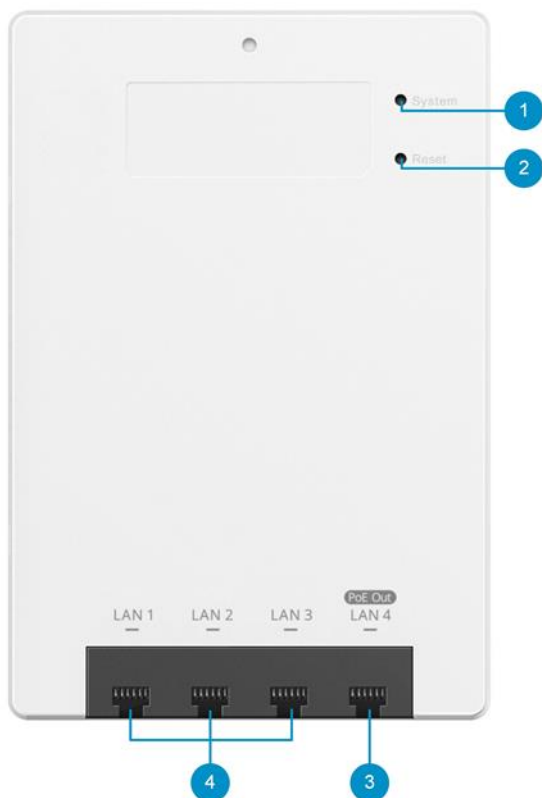 System
1
Reset
2
PoE Out
LAN 1 LAN 2 LAN 3 LAN 4
4 3